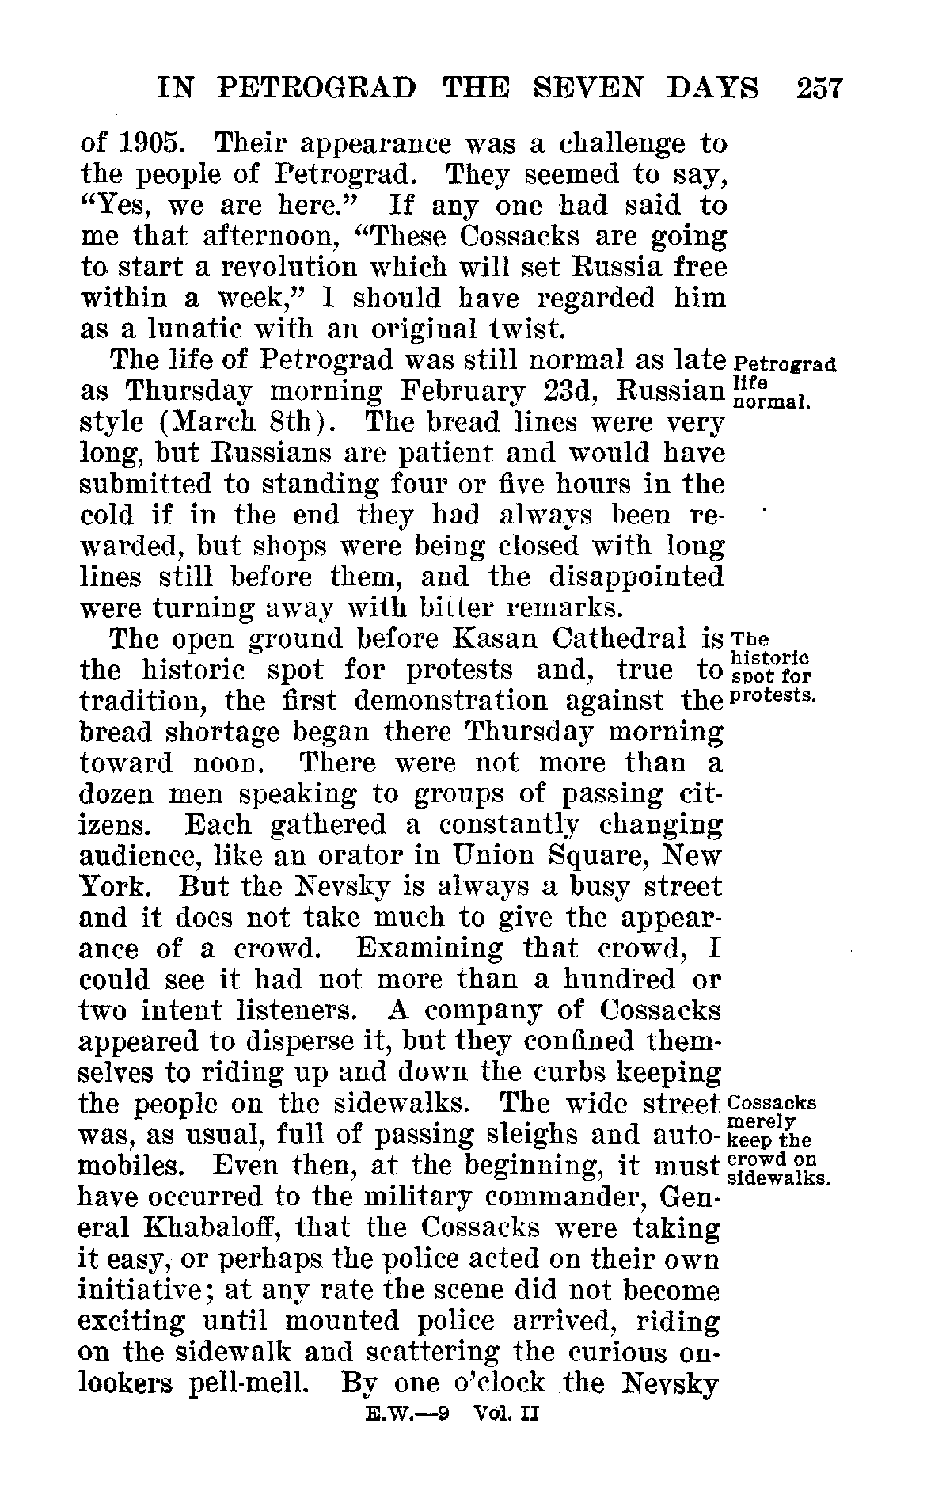 IN PETROGRAD THE SEVEN DAYS 257
of 1905. Their appearance was a challenge to
the people of Petrograd. They seemed to say,
“Yes, we are here.” If any one had said to
me that afternoon, “These Cossacks are going
to start a revolution which will set Russia free
within a week,” I should have regarded him
as a lunatic with an original twist.
The life of Petrograd was still normal as late
Petrograd
life
normal.
as Thursday morning February 23d, Russian
style (March 8th). The bread lines were very
long, but Russians are patient and would have
submitted to standing four or five hours in the
cold if in the end they had always been re-
warded, but shops were being closed with long
lines still before them, and the disappointed
were turning away with bitter remarks.
The open ground before Kasan Cathedral is
The
historic
spot for
protests.
the historic spot for protests and, true to
tradition, the first demonstration against the
bread shortage began there Thursday morning
toward noon. There were not more than a
dozen men speaking to groups of passing cit-
izens. Each gathered a constantly changing
audience, like an orator in Union Square, New
York. But the Nevsky is always a busy street
and it does not take much to give the appear-
ance of a crowd. Examining that crowd, I
could see it had not more than a hundred or
two intent listeners. A company of Cossacks
appeared to disperse it, but they confined them-
selves to riding up and down the curbs keeping
the people on the sidewalks. The wide street
Cossacks
merely
keep the
crowd on
sidewalks.
was, as usual, full of passing sleighs and auto-
mobiles. Even then, at the beginning, it must
have occurred to the military commander, Gen-
eral Khabaloff, that the Cossacks were taking
it easy, or perhaps the police acted on their own
initiative; at any rate the scene did not become
exciting until mounted police arrived, riding
on the sidewalk and scattering the curious on-
lookers pell-mell. By one o’clock the Nevsky
E.W.—9 Vol. II